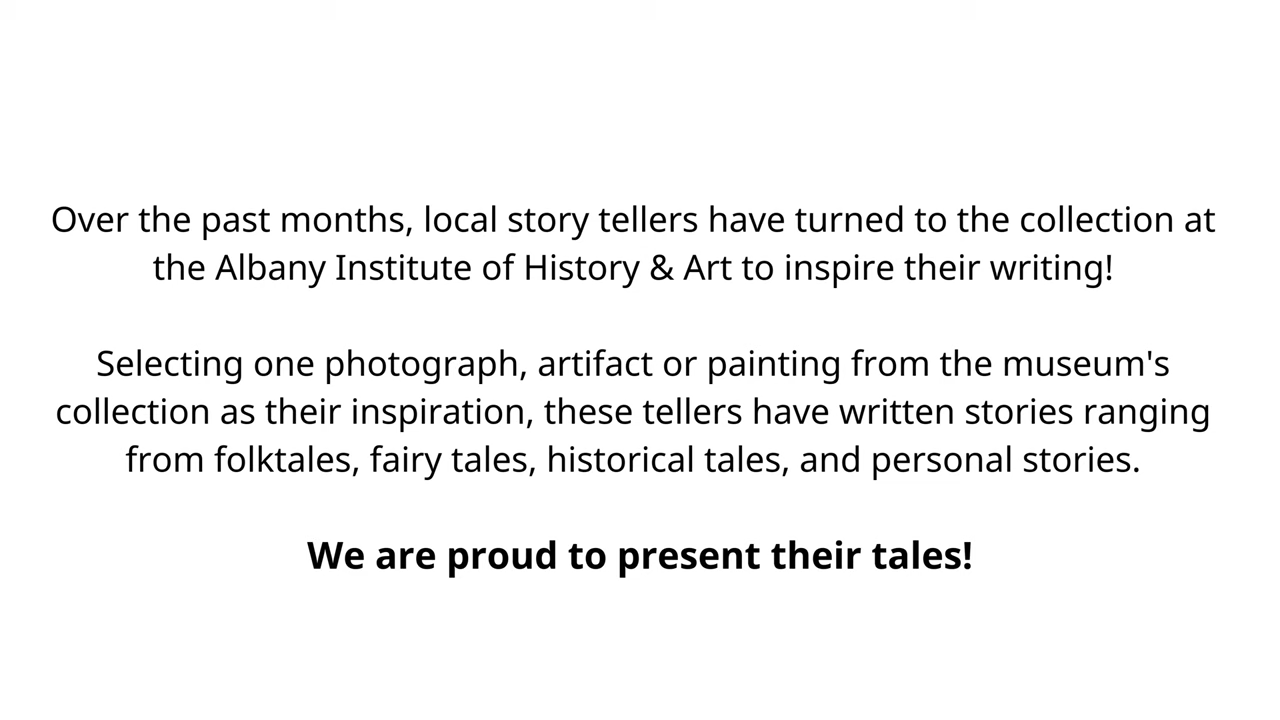 Over the past months, local story tellers have turned to the collection at
the Albany Institute of History & Art to inspire their writing!
Selecting one photograph, artifact or painting from the museum's
collection as their inspiration, these tellers have written stories ranging
from folktales, fairy tales, historical tales, and personal stories.
We are proud to present their tales!